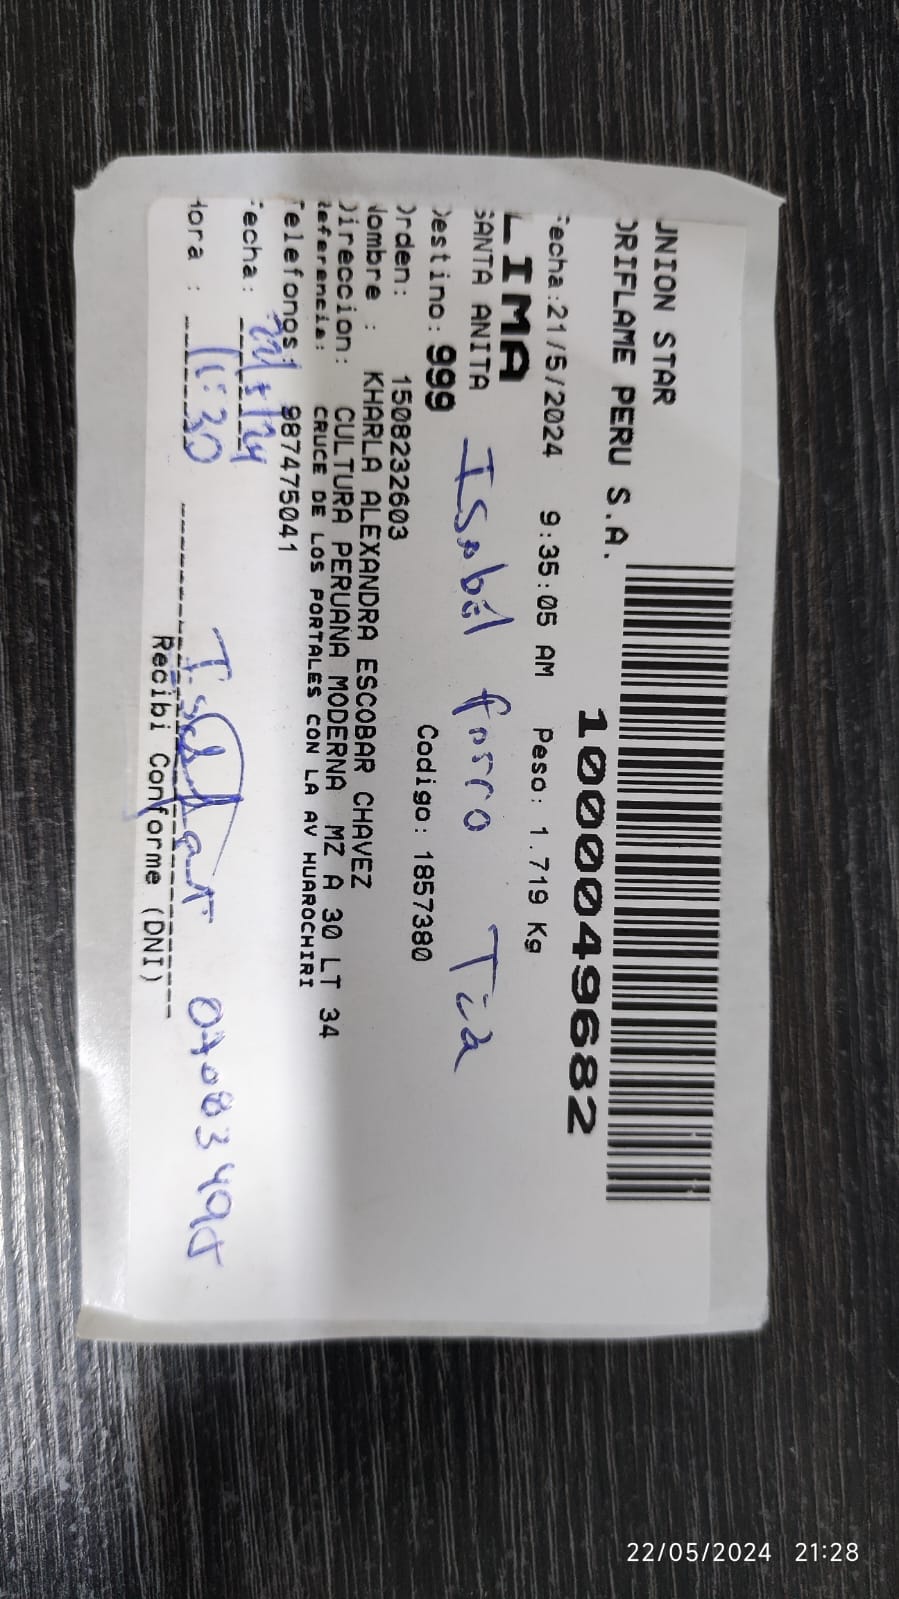 UNION STAR
ORIFLAME PERU S.A.
1000049682
Fecha:21/5/2024 9:35:05 AM Peso: 1.719 Kg
LIMA
SANTA ANITA
Isabel Tia
Destino: 999
Codigo: 1857380
Orden: 1508232603
Nombre : KHARLA ALEXANDRA ESCOBAR CHAVEZ
Direccion: CULTURA PERUANA MODERNA MZ A 30 LT 34
Referencia: CRUCE DE LOS PORTALES CON LA AV HUAROCHIRI
Telefonos: 987475041
Fecha: 22/5/24
Hora : 11:30
Recibi Conforme (DNI)
22/05/2024 21:28